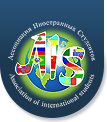 Ассоциация Иностранных Студентов
AIS
Association of international students